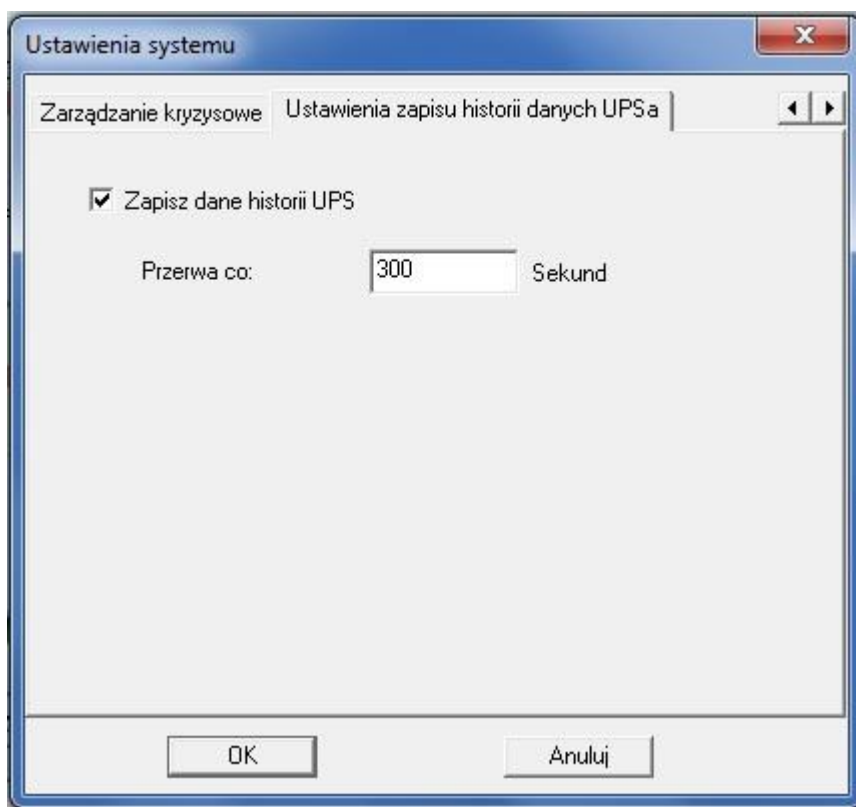 Ustawienia systemu
Zarządzanie kryzysowe
Ustawienia zapisu historii danych UPSa
Zapisz dane historii UPS
Przerwa co: 300 Sekund
OK
Anuluj